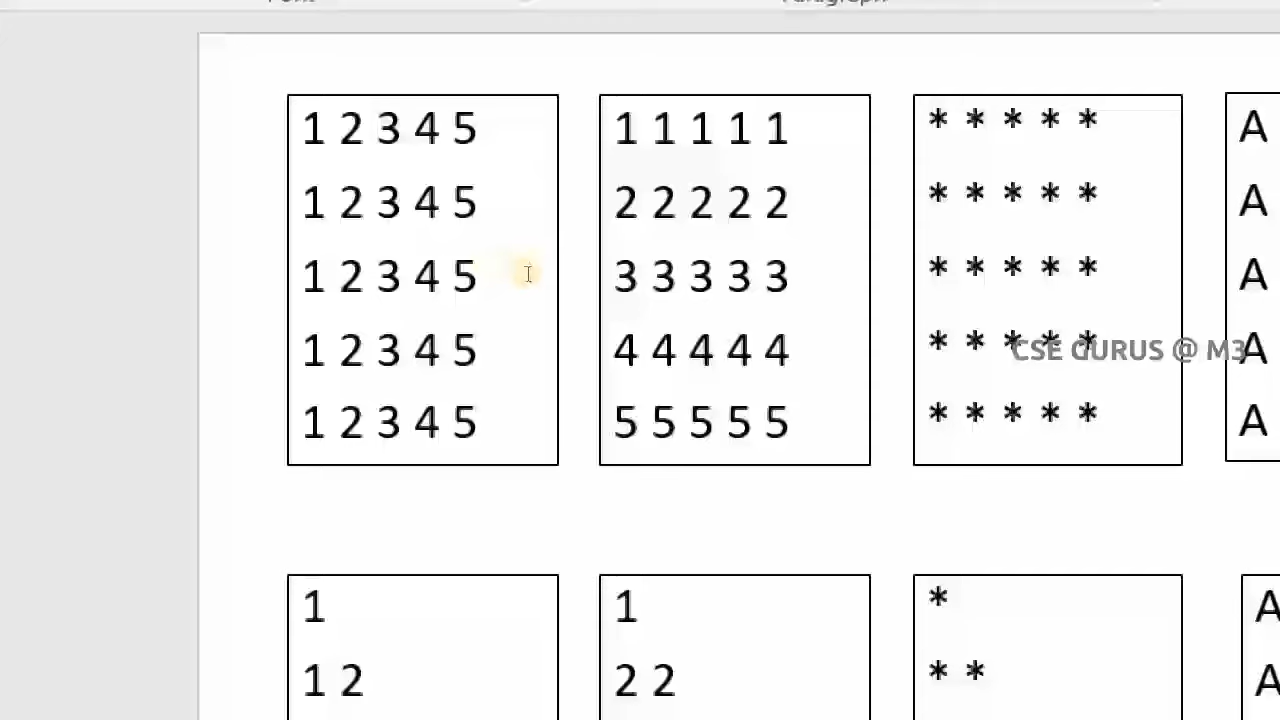 1 2 3 4 5
1 2 3 4 5
1 2 3 4 5
1 2 3 4 5
1 2 3 4 5
1 1 1 1 1
2 2 2 2 2
3 3 3 3 3
4 4 4 4 4
5 5 5 5 5
* * * * *
* * * * *
* * * * *
* * * * *
* * * * *
CSE GURUS @ M3
A
A
A
A
A
1
1 2
1
2 2
*
* *
A
A